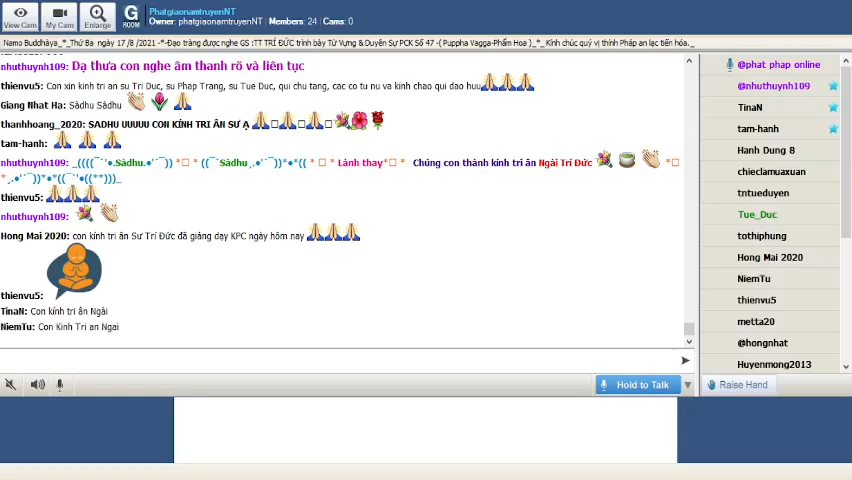 Phatgiaonamtruyen​NT
Owner: phatgiaonamtruyenNT | Members: 24 | Cams: 0
View Cam My Cam Enlarge G ROOM
Namo Buddhàya_*_Thứ Ba ngày 17 /8 /2021 -*-Đạo tràng được nghe GS :TT TRÍ ĐỨC trình bày Từ Vựng & Duyên Sự PCK Số 47 -( Puppha Vagga-Phẩm Hoa )_*_Kính chúc quý vị thính Pháp an lạc tiến hóa._
nhuthuynh109: Dạ thưa con nghe âm thanh rõ và liên tục
thienvu5: Con xin kinh tri an su Tri Duc, su Phap Trang, su Tue Duc, qui chu tang, cac co tu nu va kinh chao qui dao huu
Giang Nhat Ha: Sàdhu Sàdhu
thanhhoang_2020: SADHU UUUUU CON KÍNH TRI ÂN SƯ Ạ
tam-hanh:
nhuthuynh109: _((((¯`'•.Sàdhu.•'´¯)) *□* ((¯`Sàdhu¸.•'´¯))*•*(( * □ * Lành thay*□ * Chúng con thành kính tri ân Ngài Trí Đức *□
*¸.•'´¯))*•*((¨`•((**)))_
thienvu5:
nhuthuynh109:
Hong Mai 2020: con kính tri ân Sư Trí Đức đã giảng dạy KPC ngày hôm nay
thienvu5:
TinaN: Con kính tri ân Ngài
NiemTu: Con Kinh Tri an Ngai
@phat phap online
@nhuthuynh109
TinaN
tam-hanh
Hanh Dung 8
chieclamuaxuan
tntueduyen
Tue_Duc
tothiphung
Hong Mai 2020
NiemTu
thienvu5
metta20
@hongnhat
Huyenmong2013
Hold to Talk
Raise Hand